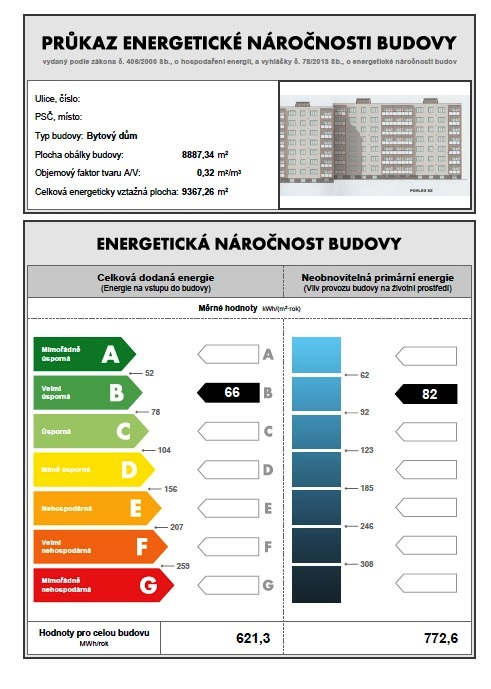 PRŮKAZ ENERGETICKÉ NÁROČNOSTI BUDOVY
vydaný podle zákona č. 406/2000 Sb., o hospodaření energií, a vyhlášky č. 78/2013 Sb., o energetické náročnosti budov
Ulice, číslo:
PSČ, místo:
Typ budovy: Bytový dům
Plocha obálky budovy: 8887,34 m²
Objemový faktor tvaru A/V: 0,32 m²/m³
Celková energeticky vztažná plocha: 9367,26 m²
POHLED SZ
ENERGETICKÁ NÁROČNOST BUDOVY
Celková dodaná energie
(Energie na vstupu do budovy)
Neobnovitelná primární energie
(Vliv provozu budovy na životní prostředí)
Měrné hodnoty kWh/(m²·rok)
Mimořádně úsporná A A
52 62
Velmi úsporná B 66 B 82
78 92
Úsporná C C
104 123
Méně úsporná D D
156 185
Nehospodárná E E
207 246
Velmi nehospodárná F F
259 308
Mimořádně nehospodárná G G
Hodnoty pro celou budovu
MWh/rok
621,3 772,6